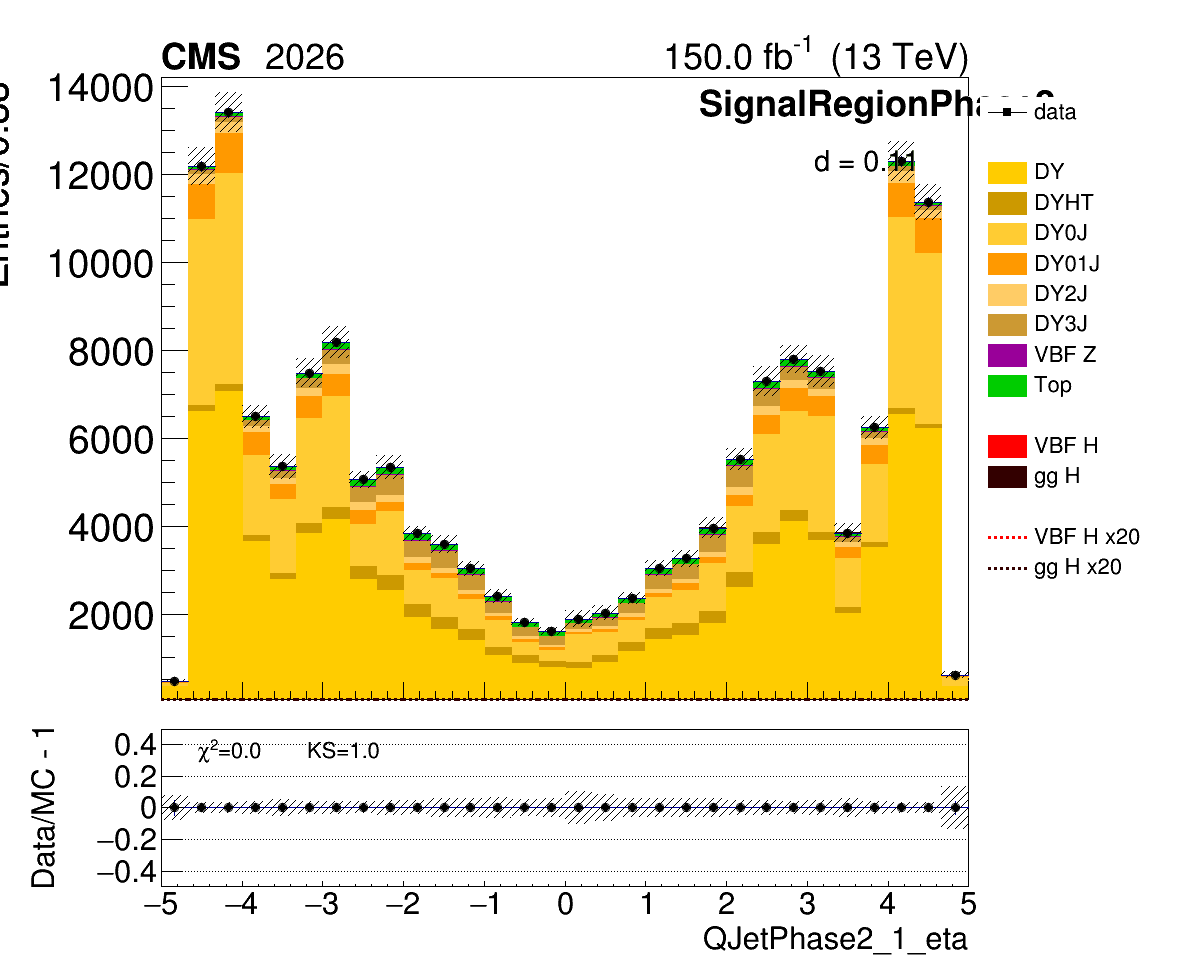 CMS 2026 150.0 fb-1 (13 TeV)
SignalRegionPhase2
d = 0.11
data
DY
DYHT
DY0J
DY01J
DY2J
DY3J
VBF Z
Top
VBF H
gg H
VBF H x20
gg H x20
14000
12000
10000
8000
6000
4000
2000
χ2=0.0 KS=1.0
Data/MC - 1
0.4
0.2
0
−0.2
−0.4
−5 −4 −3 −2 −1 0 1 2 3 4 5
QJetPhase2_1_eta